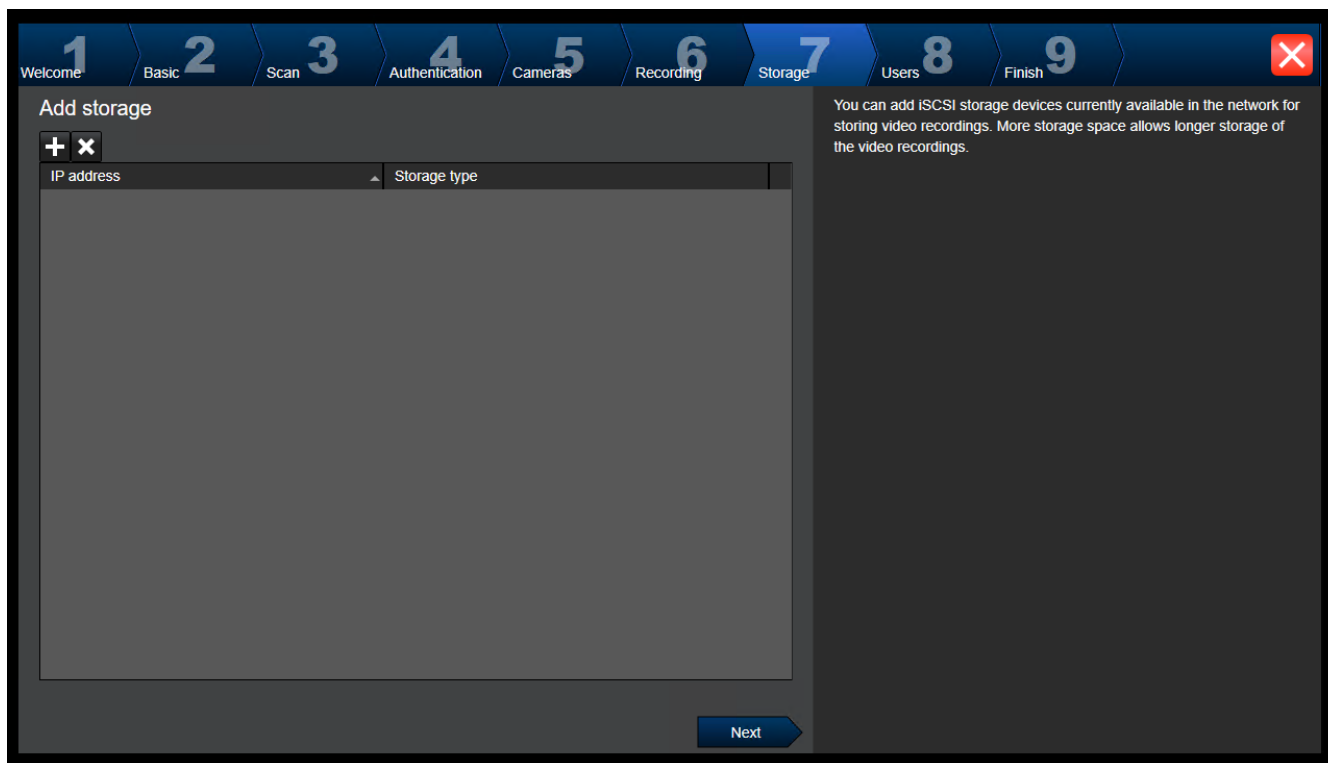 1 Welcome
2 Basic
3 Scan
4 Authentication
5 Cameras
6 Recording
7 Storage
8 Users
9 Finish
Add storage
IP address
Storage type
Next
You can add iSCSI storage devices currently available in the network for
storing video recordings. More storage space allows longer storage of
the video recordings.